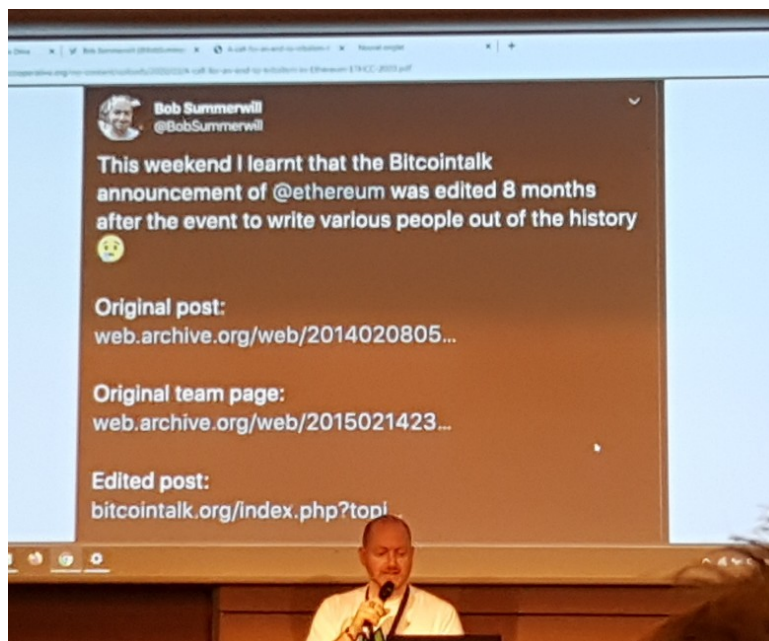 Bob Summerwill
@BobSummerwill
This weekend I learnt that the Bitcointalk
announcement of @ethereum was edited 8 months
after the event to write various people out of the history
Original post:
web.archive.org/web/2014020805...
Original team page:
web.archive.org/web/2015021423...
Edited post:
bitcointalk.org/index.php?topi...